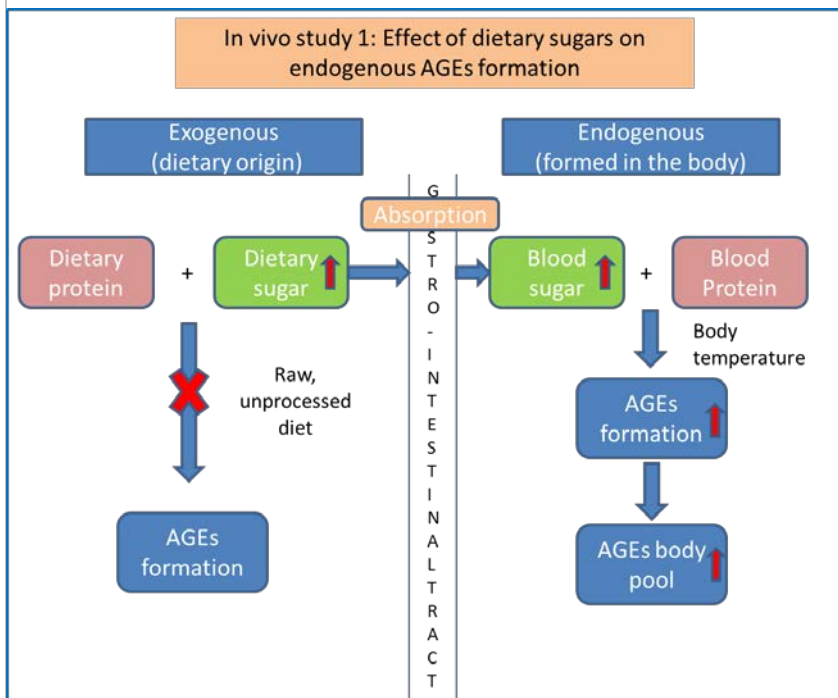 In vivo study 1: Effect of dietary sugars on
endogenous AGEs formation
Exogenous
(dietary origin)
Endogenous
(formed in the body)
Absorption
Dietary
protein
+
Dietary
sugar
Blood
sugar
+
Blood
Protein
Raw,
unprocessed
diet
Body
temperature
AGEs
formation
AGEs
formation
AGEs body
pool
G
S
T
R
O
-
I
N
T
E
S
T
I
N
A
L
T
R
A
C
T